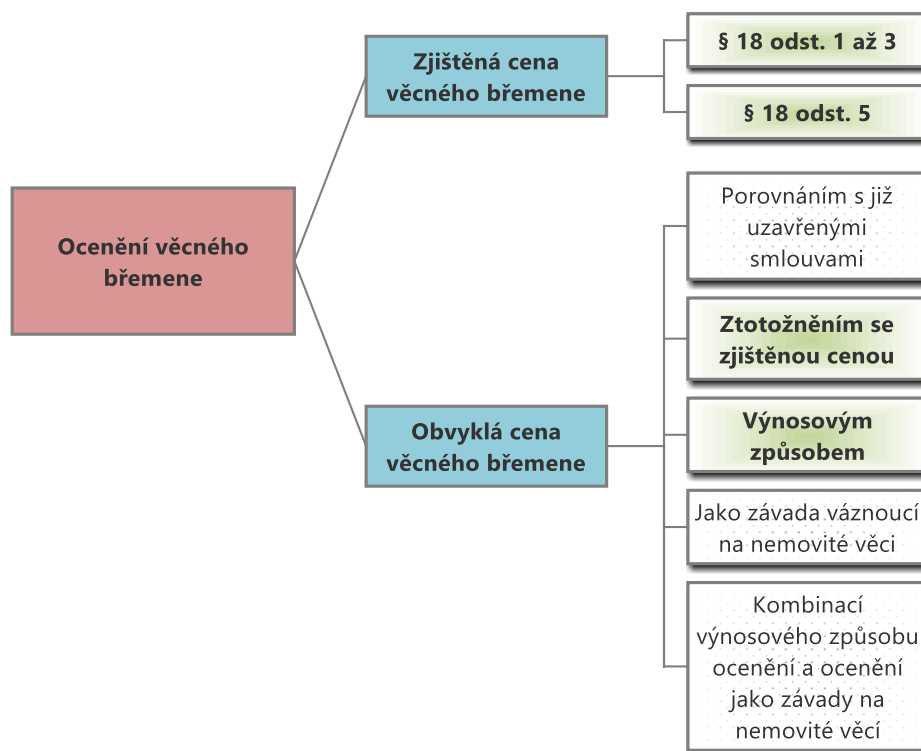 Ocenění věcného
břemene
Zjištěná cena
věcného břemene
§ 18 odst. 1 až 3
§ 18 odst. 5
Obvyklá cena
věcného břemene
Porovnáním s již
uzavřenými
smlouvami
Ztotožněním se
zjištěnou cenou
Výnosovým
způsobem
Jako závada váznoucí
na nemovité věci
Kombinací
výnosového způsobu
ocenění a ocenění
jako závady na
nemovité věcí